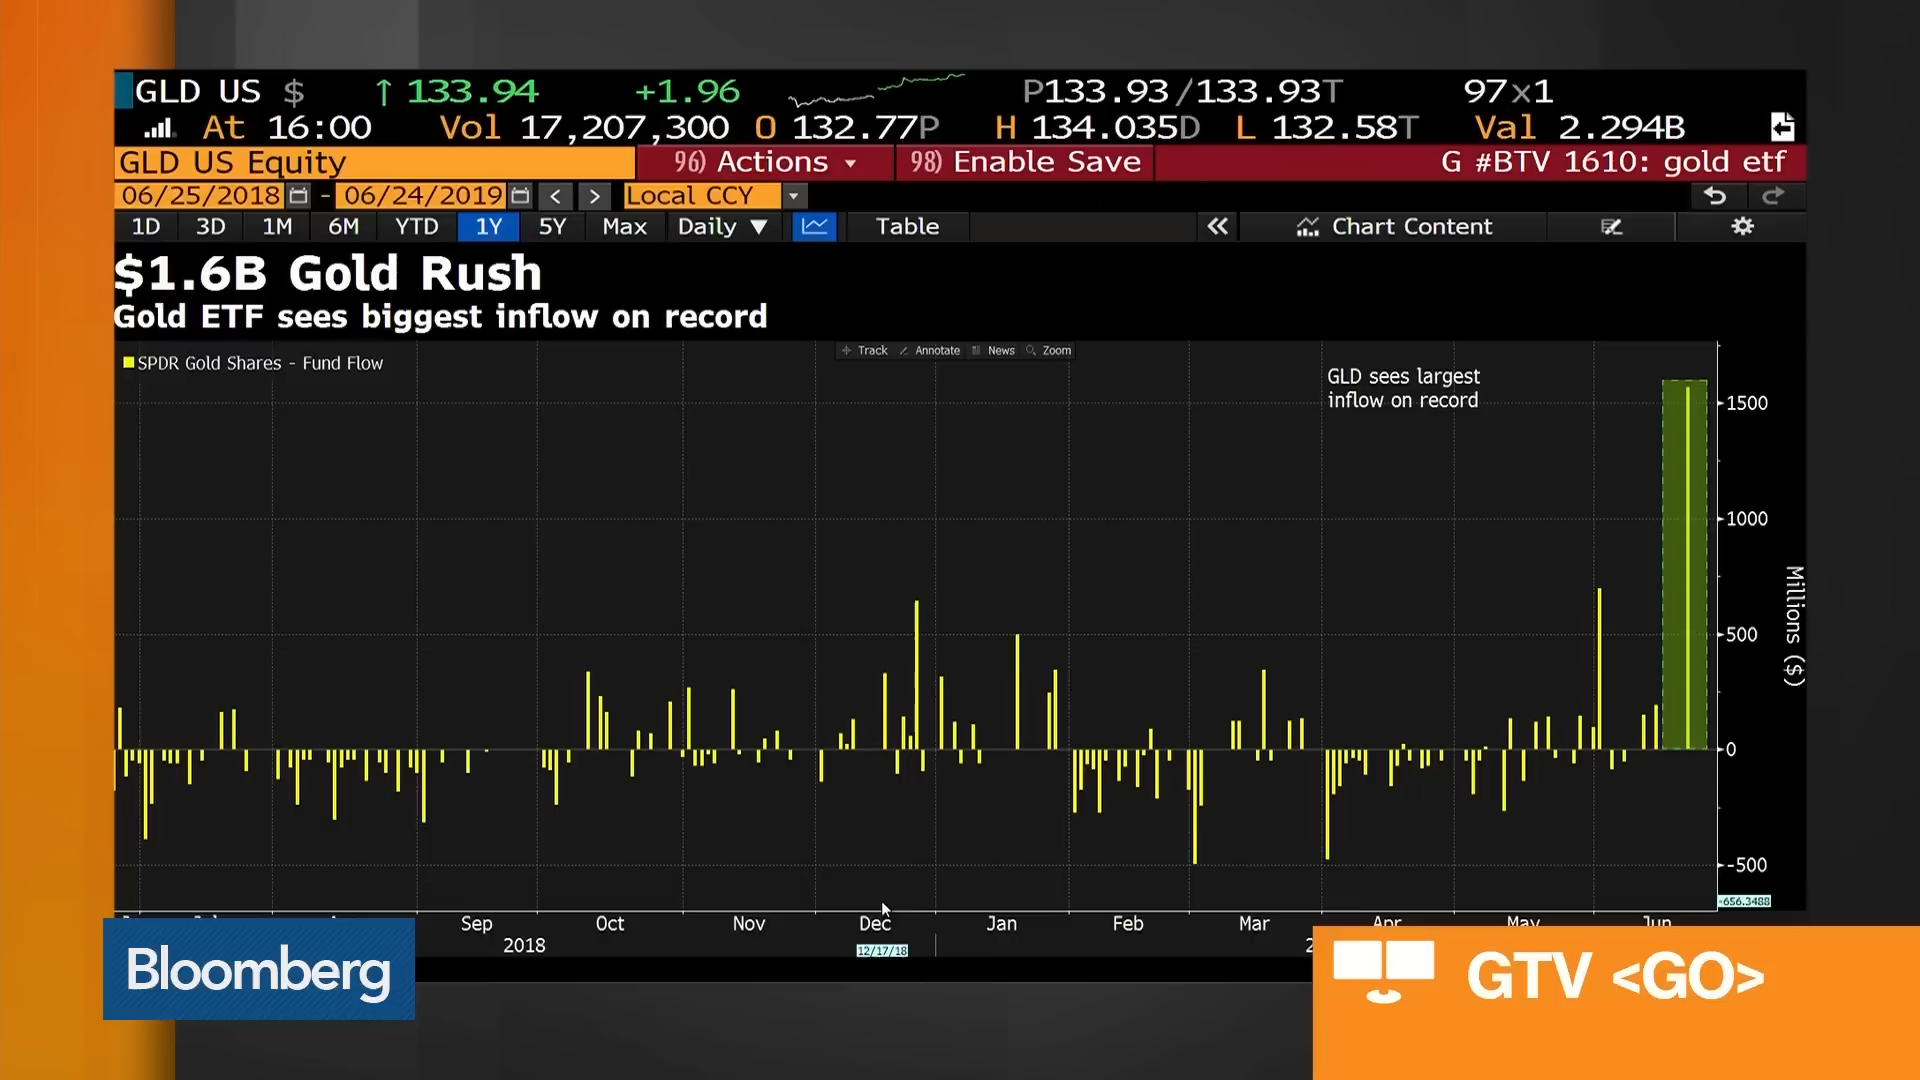 GLD US $ ↑ 133.94 +1.96 P133.93/133.93T 97x1
At 16:00 Vol 17,207,300 O 132.77P H 134.035D L 132.58T Val 2.294B
GLD US Equity 96) Actions 98) Enable Save G #BTV 1610: gold etf
06/25/2018 - 06/24/2019 < > Local CCY
1D 3D 1M 6M YTD 1Y 5Y Max Daily ▼ Table « Chart Content
$1.6B Gold Rush
Gold ETF sees biggest inflow on record
Track Annotate News Zoom
SPDR Gold Shares - Fund Flow
GLD sees largest
inflow on record
1500
1000
500
0
-500
Millions ($)
-656.3488
Sep Oct Nov Dec Jan Feb Mar Apr May Jun
2018
12/17/18
Bloomberg
GTV <GO>